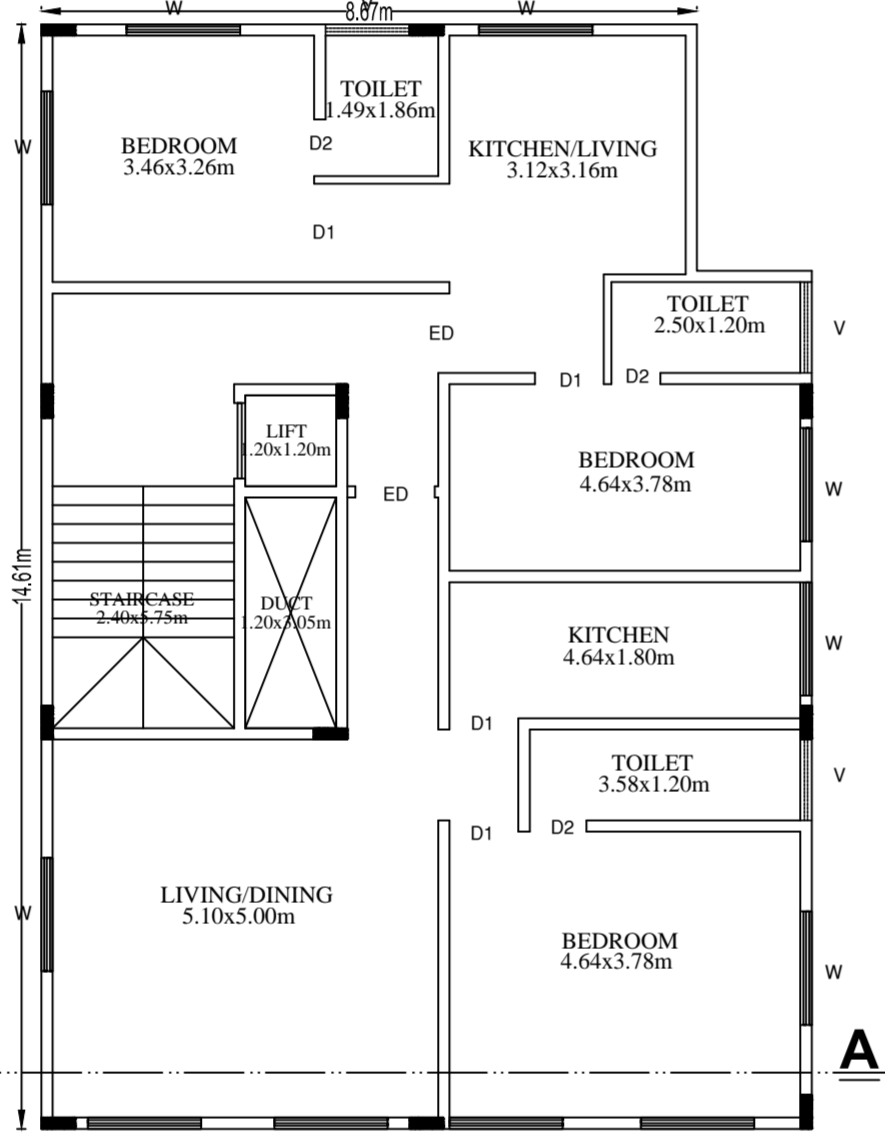 W
V
W
8.67m
TOILET
1.49x1.86m
BEDROOM
3.46x3.26m
W
D2
KITCHEN/LIVING
3.12x3.16m
D1
TOILET
2.50x1.20m
V
ED
D1
D2
LIFT
1.20x1.20m
BEDROOM
4.64x3.78m
W
ED
14.61m
STAIRCASE
2.40x5.75m
DUCT
1.20x3.05m
KITCHEN
4.64x1.80m
W
D1
TOILET
3.58x1.20m
V
D1
D2
LIVING/DINING
5.10x5.00m
W
BEDROOM
4.64x3.78m
W
A